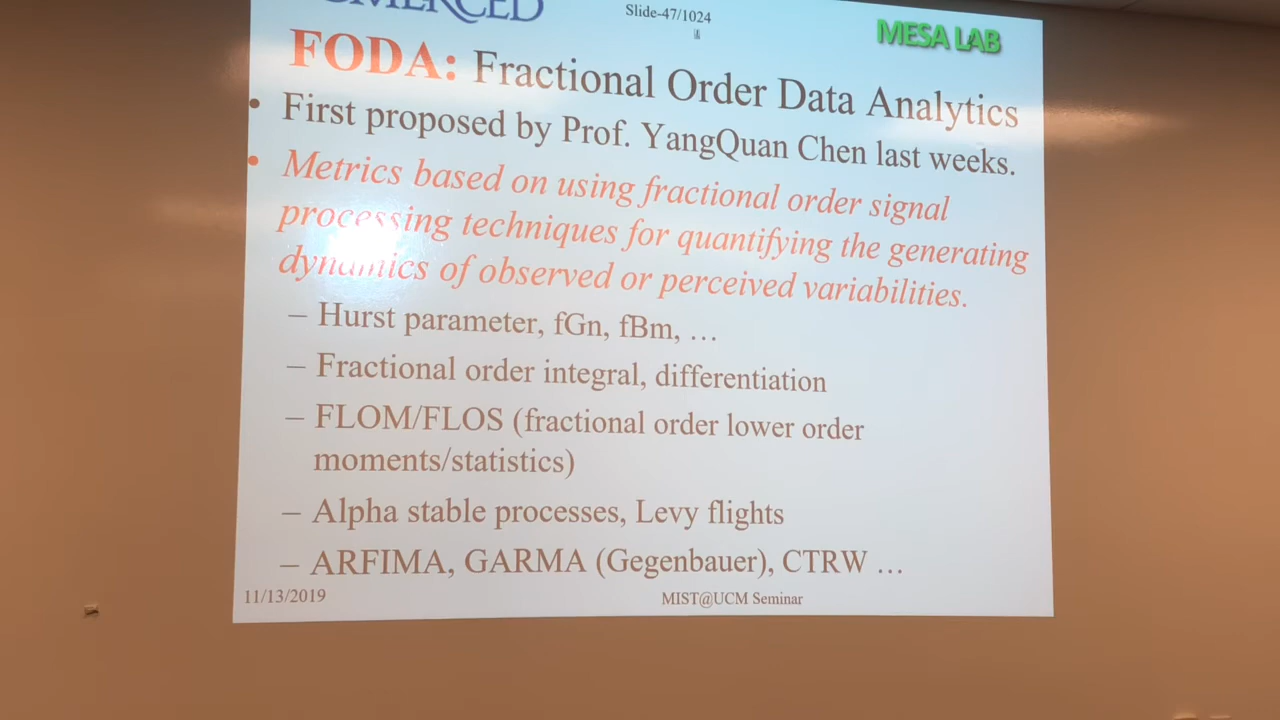 UCMERCED
Slide-47/1024
MESA LAB
FODA: Fractional Order Data Analytics
• First proposed by Prof. YangQuan Chen last weeks.
• Metrics based on using fractional order signal
processing techniques for quantifying the generating
dynamics of observed or perceived variabilities.
– Hurst parameter, fGn, fBm, …
– Fractional order integral, differentiation
– FLOM/FLOS (fractional order lower order
moments/statistics)
– Alpha stable processes, Levy flights
– ARFIMA, GARMA (Gegenbauer), CTRW …
11/13/2019
MIST@UCM Seminar